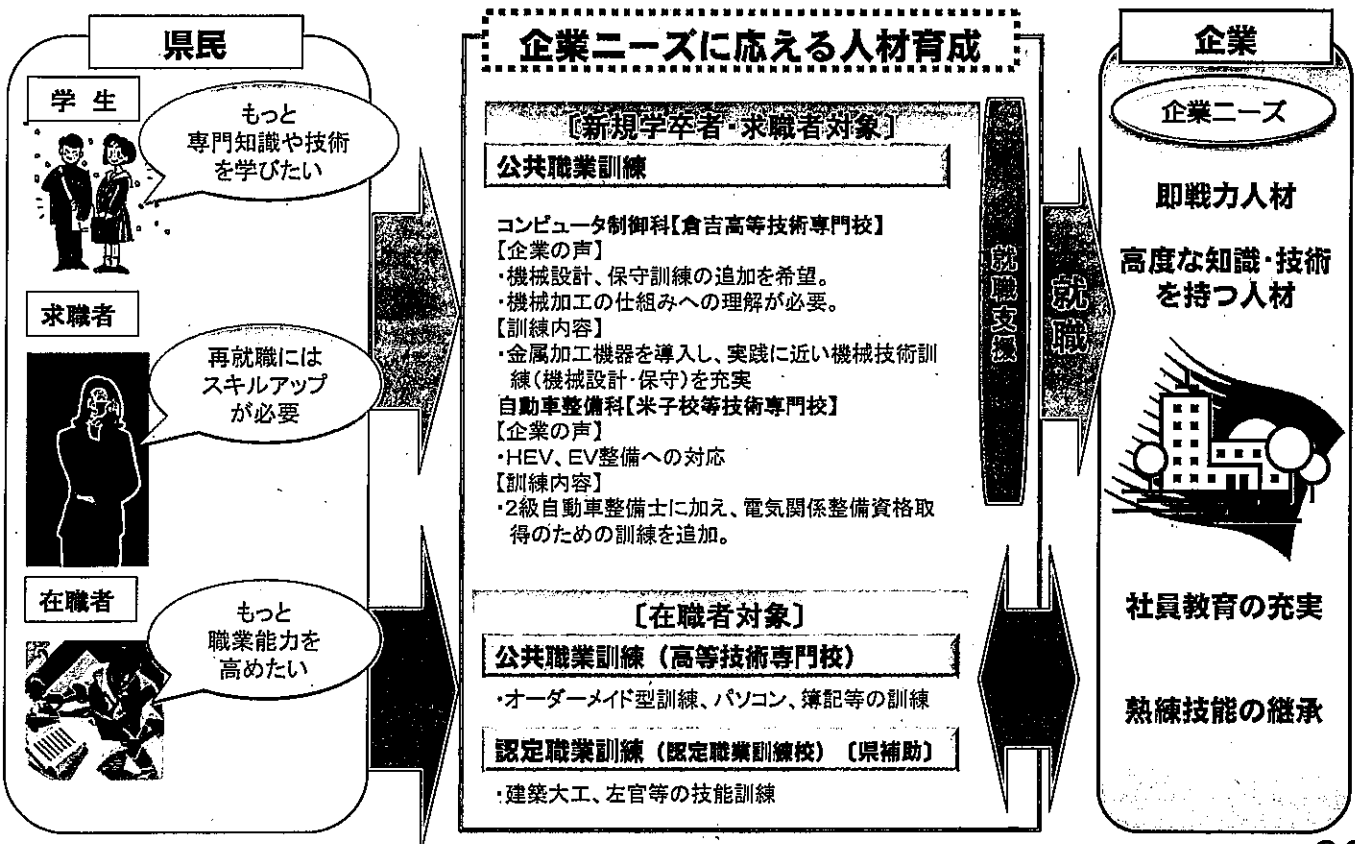 県民
学生
もっと
専門知識や技術
を学びたい
求職者
再就職には
スキルアップ
が必要
在職者
もっと
職業能力を
高めたい
企業ニーズに応える人材育成
〔新規学卒者・求職者対象〕
公共職業訓練
コンピュータ制御科【倉吉高等技術専門校】
【企業の声】
・機械設計、保守訓練の追加を希望。
・機械加工の仕組みへの理解が必要。
【訓練内容】
・金属加工機器を導入し、実践に近い機械技術訓
練(機械設計・保守)を充実
自動車整備科【米子校等技術専門校】
【企業の声】
・HEV、EV整備への対応
【訓練内容】
・2級自動車整備士に加え、電気関係整備資格取
得のための訓練を追加。
〔在職者対象〕
公共職業訓練(高等技術専門校)
・オーダーメイド型訓練、パソコン、簿記等の訓練
認定職業訓練(認定職業訓練校)〔県補助〕
・建築大工、左官等の技能訓練
就職支援
就職
企業
企業ニーズ
即戦力人材
高度な知識・技術
を持つ人材
社員教育の充実
熟練技能の継承